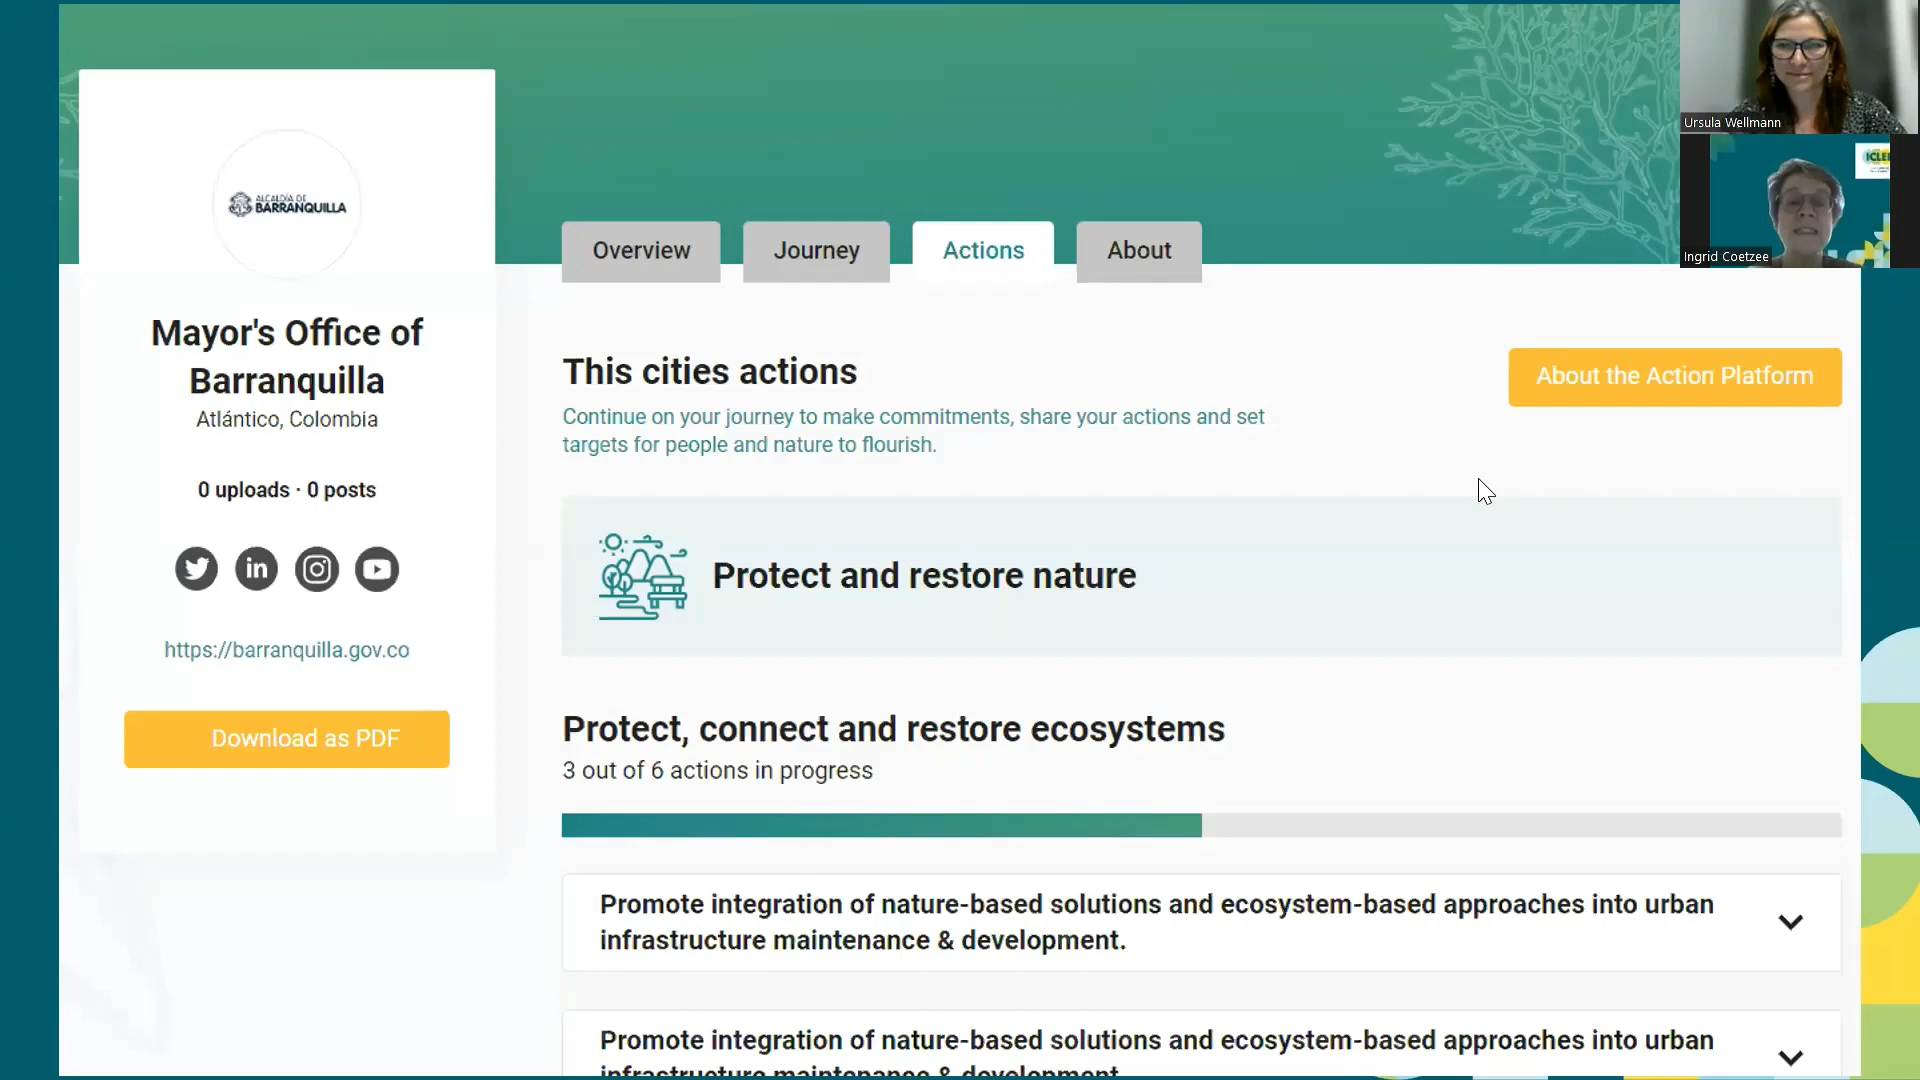 ALCALDÍA DE
BARRANQUILLA
Mayor's Office of
Barranquilla
Atlántico, Colombia
0 uploads · 0 posts
in
https://barranquilla.gov.co
Download as PDF
Overview
Journey
Actions
About
This cities actions
Continue on your journey to make commitments, share your actions and set
targets for people and nature to flourish.
About the Action Platform
Protect and restore nature
Protect, connect and restore ecosystems
3 out of 6 actions in progress
Promote integration of nature-based solutions and ecosystem-based approaches into urban
infrastructure maintenance & development.
Promote integration of nature-based solutions and ecosystem-based approaches into urban
infrastructure maintenance & development.
Ursula Wellmann
ICLEI
Ingrid Coetzee